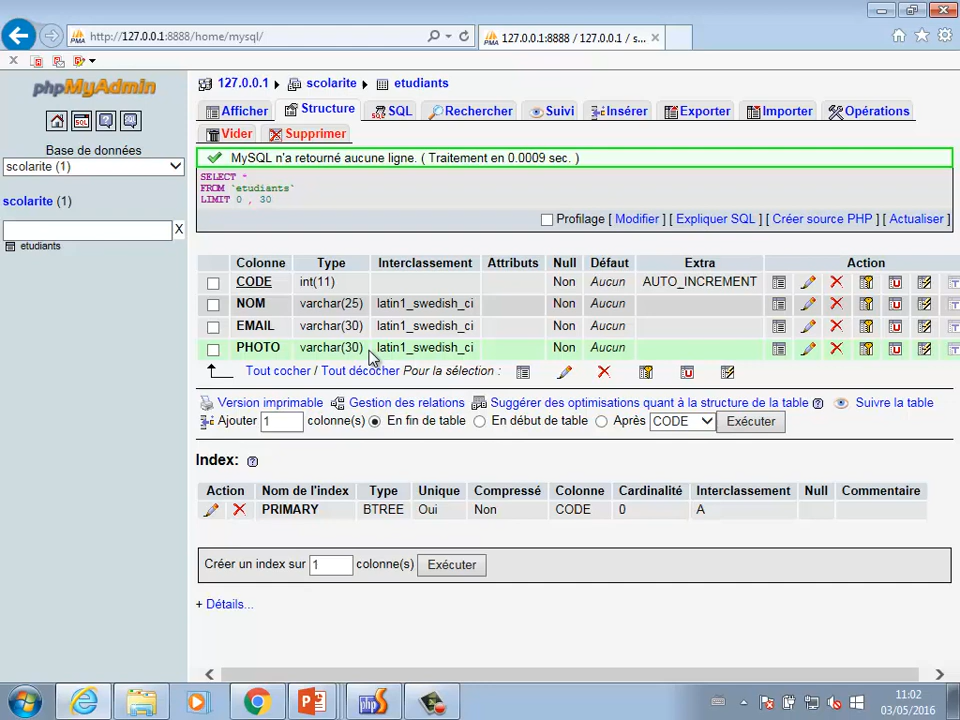 http://127.0.0.1:8888/home/mysql/
127.0.0.1:8888 / 127.0.0.1 / s...
phpMyAdmin
Base de données
scolarite (1)
scolarite (1)
X
etudiants
127.0.0.1 scolarite etudiants
Afficher Structure SQL Rechercher Suivi Insérer Exporter Importer Opérations
Vider Supprimer
MySQL n'a retourné aucune ligne. ( Traitement en 0.0009 sec. )
SELECT *
FROM `etudiants`
LIMIT 0 , 30
Profilage [ Modifier ] [ Expliquer SQL ] [ Créer source PHP ] [ Actualiser ]
Colonne Type Interclassement Attributs Null Défaut Extra Action
CODE int(11) Non Aucun AUTO_INCREMENT
NOM varchar(25) latin1_swedish_ci Non Aucun
EMAIL varchar(30) latin1_swedish_ci Non Aucun
PHOTO varchar(30) latin1_swedish_ci Non Aucun
Tout cocher / Tout décocher Pour la sélection :
Version imprimable Gestion des relations Suggérer des optimisations quant à la structure de la table Suivre la table
Ajouter 1 colonne(s) En fin de table En début de table Après CODE Exécuter
Index:
Action Nom de l'index Type Unique Compressé Colonne Cardinalité Interclassement Null Commentaire
PRIMARY BTREE Oui Non CODE 0 A
Créer un index sur 1 colonne(s) Exécuter
+ Détails...
11:02
03/05/2016